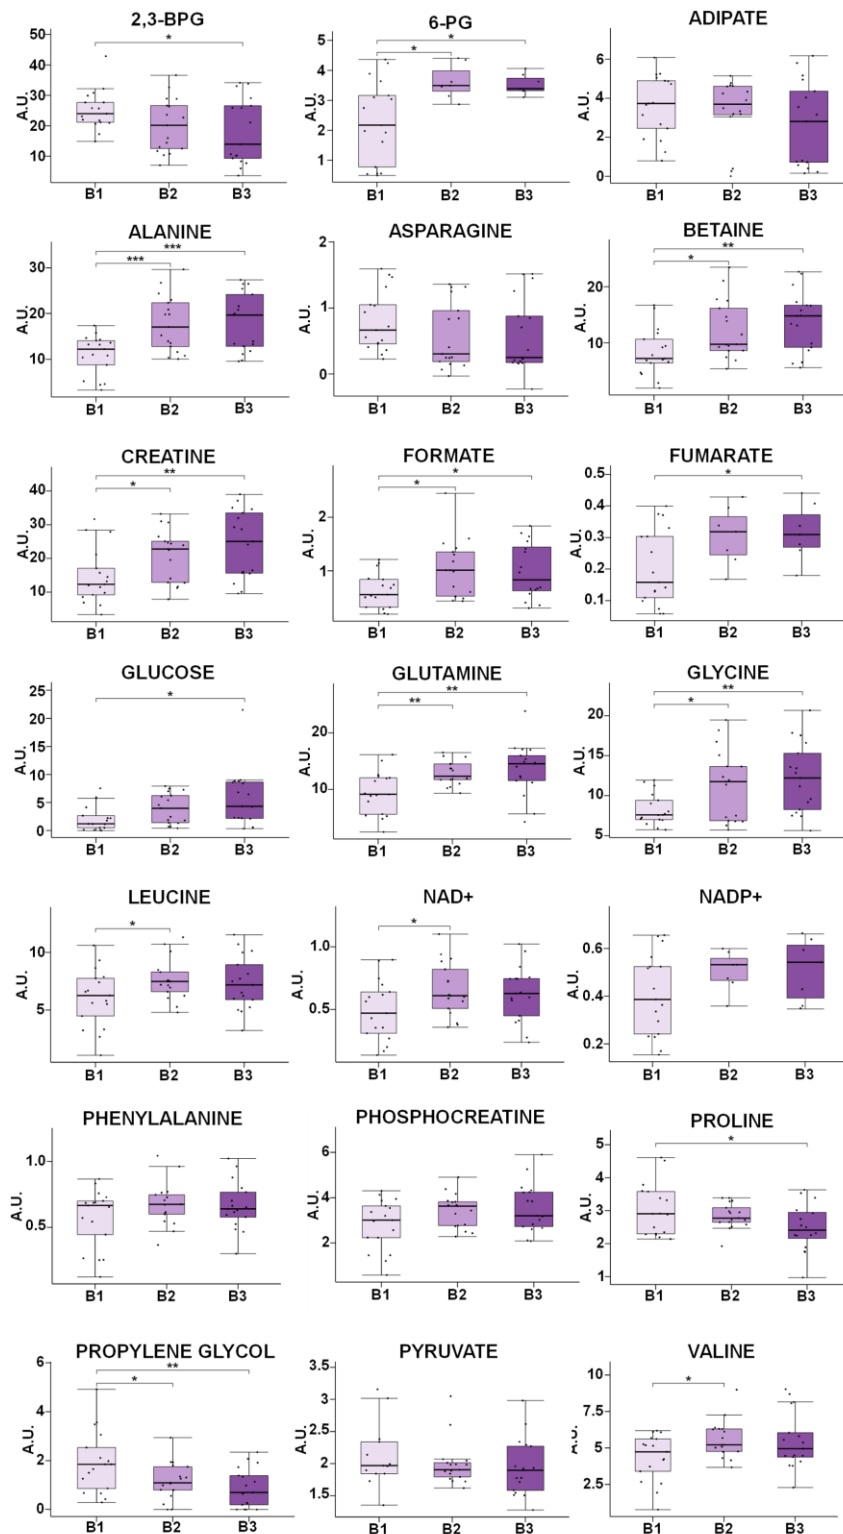 2,3-BPG
6-PG
ADIPATE
50
40
30
20
10
A.U.
*
B1 B2 B3
5
4
3
2
1
A.U.
*
*
B1 B2 B3
6
4
2
0
A.U.
B1 B2 B3
ALANINE
ASPARAGINE
BETAINE
30
20
10
A.U.
***
***
B1 B2 B3
2
1
0
A.U.
B1 B2 B3
20
10
A.U.
**
*
B1 B2 B3
CREATINE
FORMATE
FUMARATE
40
30
20
10
A.U.
**
*
B1 B2 B3
2
1
A.U.
*
*
B1 B2 B3
0.5
0.4
0.3
0.2
0.1
A.U.
*
B1 B2 B3
GLUCOSE
GLUTAMINE
GLYCINE
25
20
15
10
5
0
A.U.
*
B1 B2 B3
20
10
A.U.
**
**
B1 B2 B3
20
15
10
5
A.U.
**
*
B1 B2 B3
LEUCINE
NAD+
NADP+
10
5
A.U.
*
B1 B2 B3
1.0
0.5
A.U.
*
B1 B2 B3
0.6
0.4
0.2
A.U.
B1 B2 B3
PHENYLALANINE
PHOSPHOCREATINE
PROLINE
1.0
0.5
A.U.
B1 B2 B3
6
4
2
A.U.
B1 B2 B3
5
4
3
2
1
A.U.
*
B1 B2 B3
PROPYLENE GLYCOL
PYRUVATE
VALINE
6
4
2
0
A.U.
**
*
B1 B2 B3
3.5
3
2.5
2
1.5
A.U.
B1 B2 B3
10
7.5
5
2.5
A.U.
*
B1 B2 B3